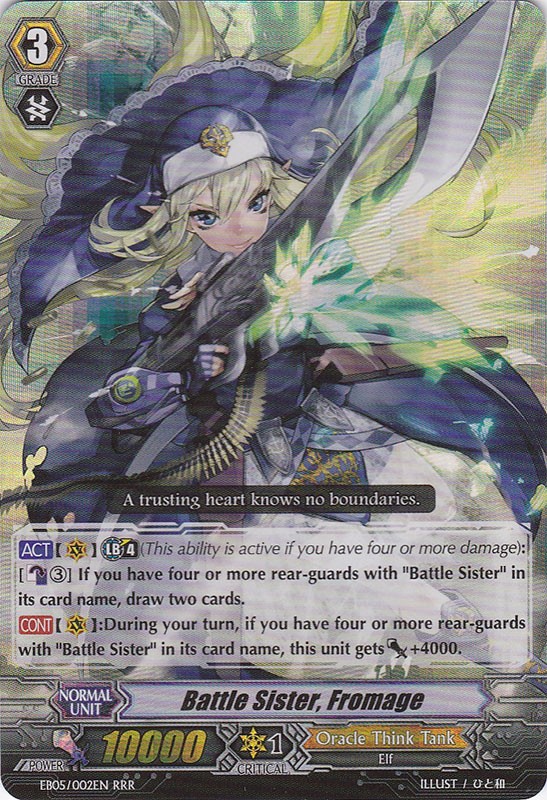 3
GRADE
A trusting heart knows no boundaries.
ACT【 】LB4(This ability is active if you have four or more damage):
[ ③] If you have four or more rear-guards with "Battle Sister" in
its card name, draw two cards.
CONT【 】:During your turn, if you have four or more rear-guards
with "Battle Sister" in its card name, this unit gets +4000.
NORMAL
UNIT
Battle Sister, Fromage
POWER 10000
1
CRITICAL
Oracle Think Tank
Elf
EB05/002EN RRR
ILLUST / ひと和